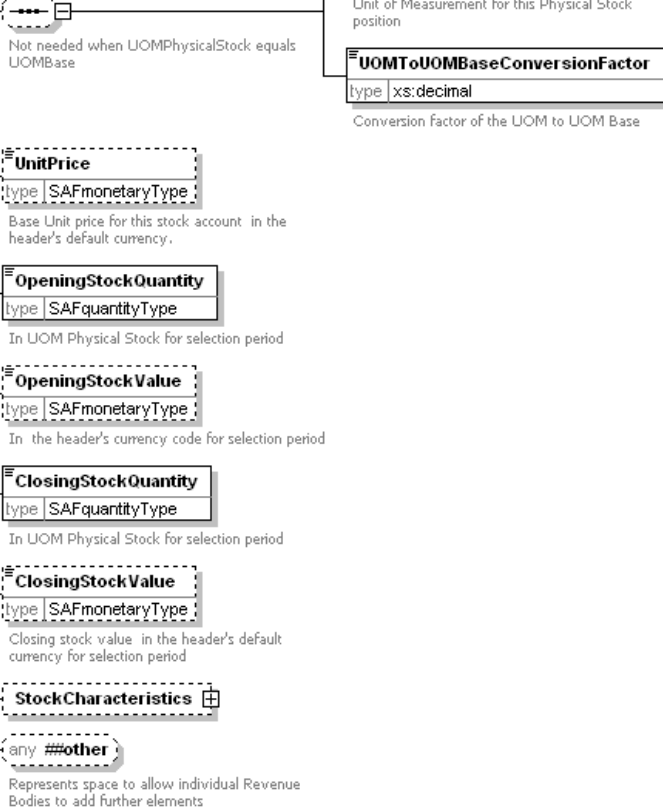 Unit of Measurement for this Physical Stock
position
Not needed when UOMPhysicalStock equals
UOMBase
UOMToUOMBaseConversionFactor
type xs:decimal
Conversion factor of the UOM to UOM Base
UnitPrice
type SAFmonetaryType
Base Unit price for this stock account in the
header's default currency.
OpeningStockQuantity
type SAFquantityType
In UOM Physical Stock for selection period
OpeningStockValue
type SAFmonetaryType
In the header's currency code for selection period
ClosingStockQuantity
type SAFquantityType
In UOM Physical Stock for selection period
ClosingStockValue
type SAFmonetaryType
Closing stock value in the header's default
currency for selection period
StockCharacteristics
any ##other
Represents space to allow individual Revenue
Bodies to add further elements